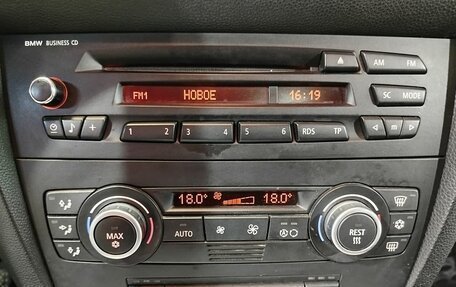 BMW BUSINESS CD
AM FM
FM1 НОВОЕ 16:19
SC MODE
+
1 2 3 4 5 6 RDS TP
m
18.0° 18.0°
MAX AUTO REST